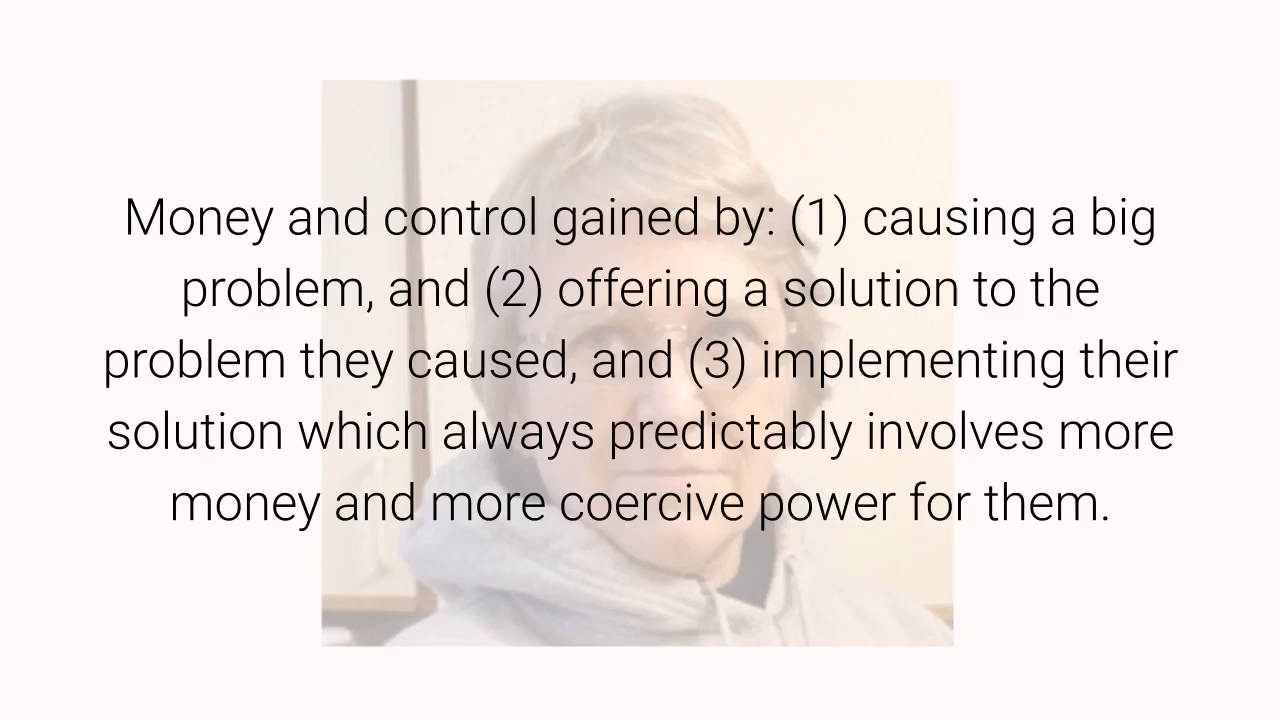 Money and control gained by: (1) causing a big
problem, and (2) offering a solution to the
problem they caused, and (3) implementing their
solution which always predictably involves more
money and more coercive power for them.